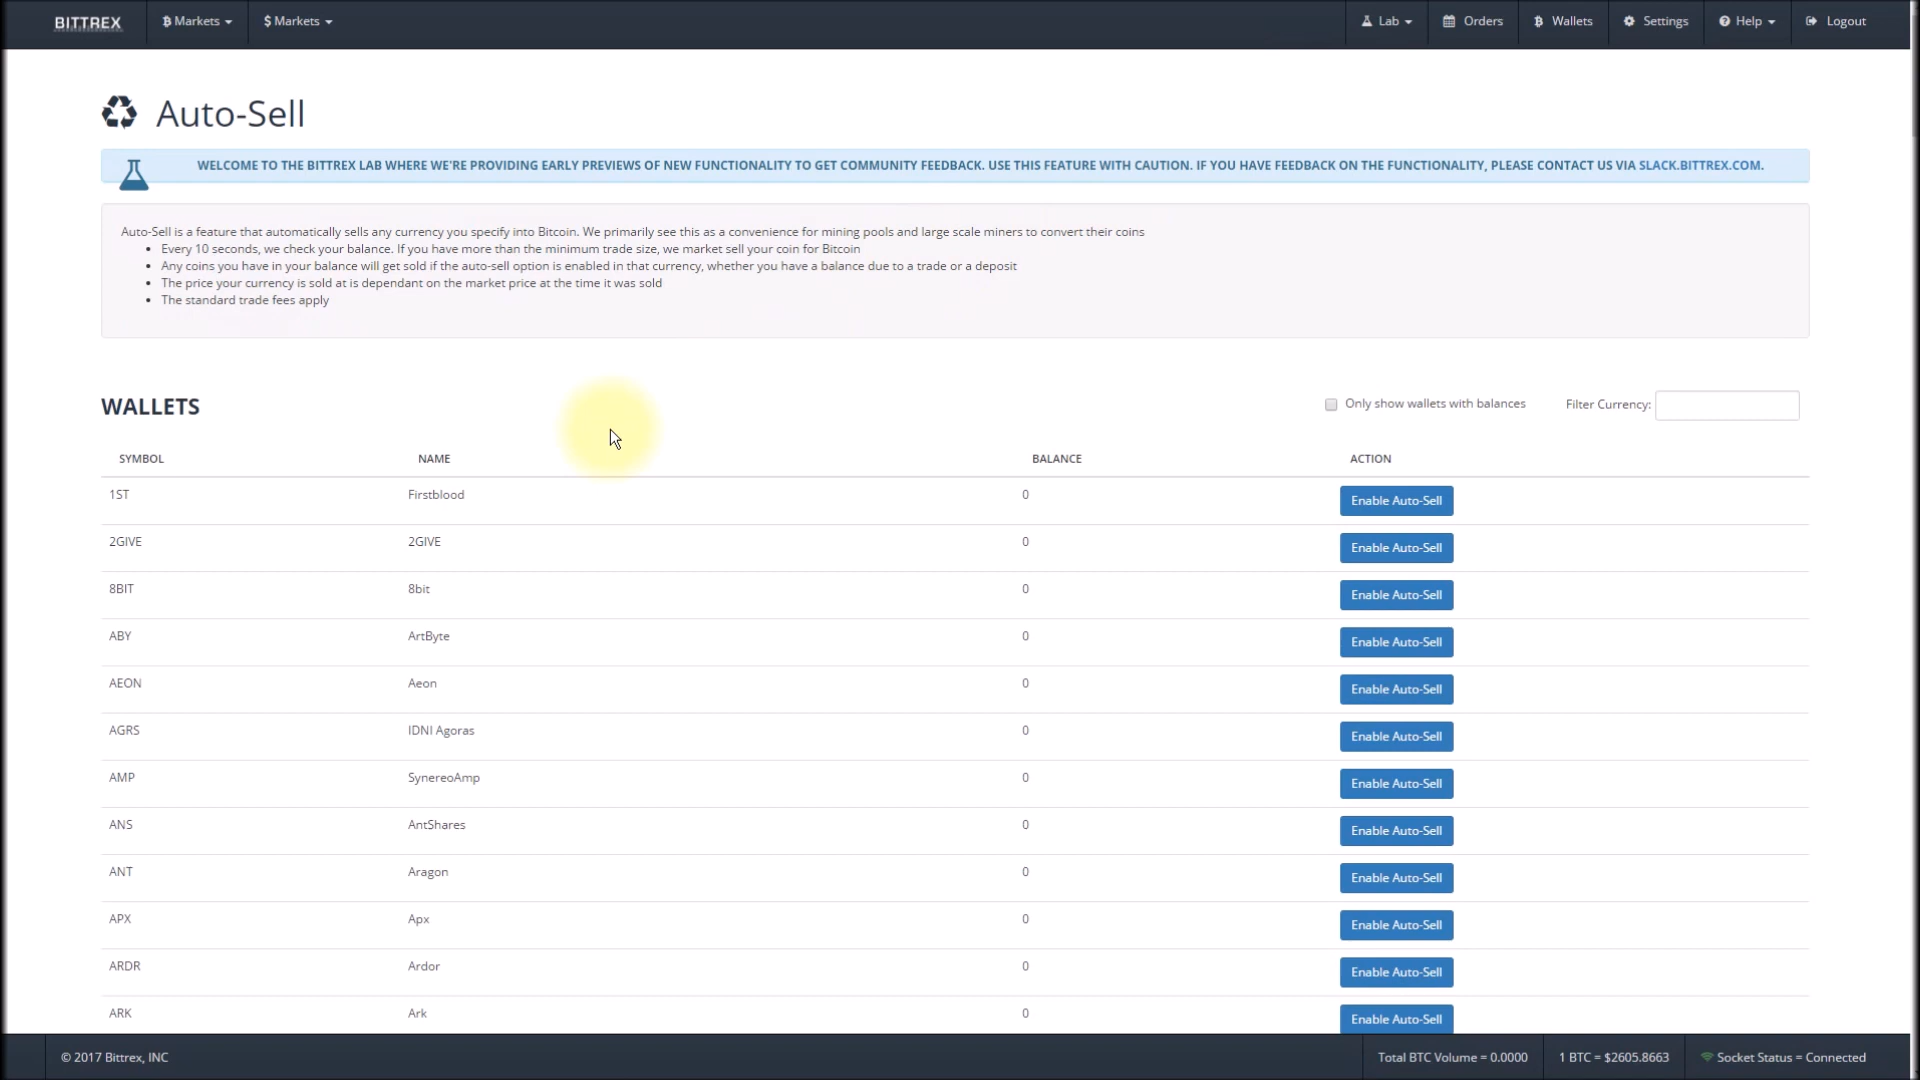 BITTREX
Markets
$ Markets
Lab
Orders
Wallets
Settings
Help
Logout
Auto-Sell
WELCOME TO THE BITTREX LAB WHERE WE'RE PROVIDING EARLY PREVIEWS OF NEW FUNCTIONALITY TO GET COMMUNITY FEEDBACK. USE THIS FEATURE WITH CAUTION. IF YOU HAVE FEEDBACK ON THE FUNCTIONALITY, PLEASE CONTACT US VIA SLACK.BITTREX.COM.
Auto-Sell is a feature that automatically sells any currency you specify into Bitcoin. We primarily see this as a convenience for mining pools and large scale miners to convert their coins
• Every 10 seconds, we check your balance. If you have more than the minimum trade size, we market sell your coin for Bitcoin
• Any coins you have in your balance will get sold if the auto-sell option is enabled in that currency, whether you have a balance due to a trade or a deposit
• The price your currency is sold at is dependant on the market price at the time it was sold
• The standard trade fees apply
WALLETS
Only show wallets with balances
Filter Currency:
SYMBOL NAME BALANCE ACTION
1ST Firstblood 0 Enable Auto-Sell
2GIVE 2GIVE 0 Enable Auto-Sell
8BIT 8bit 0 Enable Auto-Sell
ABY ArtByte 0 Enable Auto-Sell
AEON Aeon 0 Enable Auto-Sell
AGRS IDNI Agoras 0 Enable Auto-Sell
AMP SynereoAmp 0 Enable Auto-Sell
ANS AntShares 0 Enable Auto-Sell
ANT Aragon 0 Enable Auto-Sell
APX Apx 0 Enable Auto-Sell
ARDR Ardor 0 Enable Auto-Sell
ARK Ark 0 Enable Auto-Sell
© 2017 Bittrex, INC
Total BTC Volume = 0.0000
1 BTC = $2605.8663
Socket Status = Connected